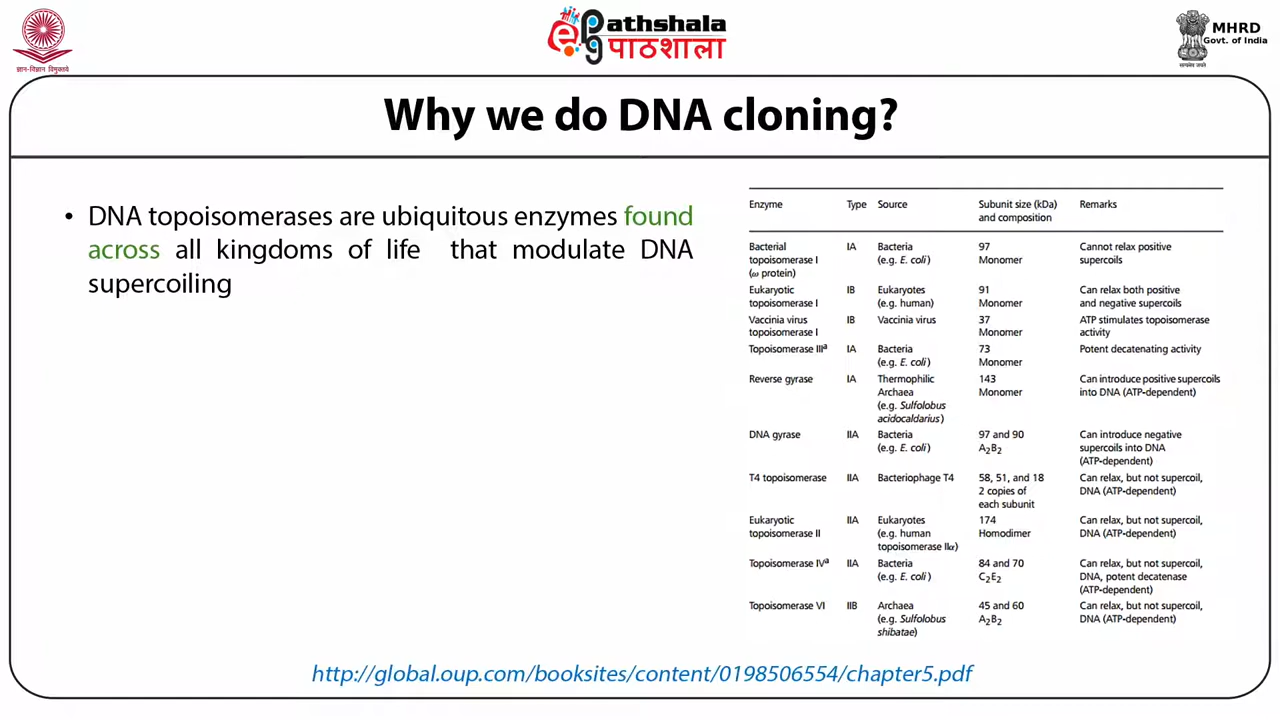 ज्ञान-विज्ञान विमुक्तये
ePathshala
पाठशाला
MHRD
Govt. of India
सत्यमेव जयते
Why we do DNA cloning?
• DNA topoisomerases are ubiquitous enzymes found
across all kingdoms of life that modulate DNA
supercoiling
Enzyme Type Source Subunit size (kDa) Remarks
and composition
Bacterial IA Bacteria 97 Cannot relax positive
topoisomerase I (e.g. E. coli) Monomer supercoils
(ω protein)
Eukaryotic IB Eukaryotes 91 Can relax both positive
topoisomerase I (e.g. human) Monomer and negative supercoils
Vaccinia virus IB Vaccinia virus 37 ATP stimulates topoisomerase
topoisomerase I Monomer activity
Topoisomerase IIIª IA Bacteria 73 Potent decatenating activity
(e.g. E. coli) Monomer
Reverse gyrase IA Thermophilic 143 Can introduce positive supercoils
Archaea Monomer into DNA (ATP-dependent)
(e.g. Sulfolobus
acidocaldarius)
DNA gyrase IIA Bacteria 97 and 90 Can introduce negative
(e.g. E. coli) A₂B₂ supercoils into DNA
(ATP-dependent)
T4 topoisomerase IIA Bacteriophage T4 58, 51, and 18 Can relax, but not supercoil,
2 copies of DNA (ATP-dependent)
each subunit
Eukaryotic IIA Eukaryotes 174 Can relax, but not supercoil,
topoisomerase II (e.g. human Homodimer DNA (ATP-dependent)
topoisomerase IIα)
Topoisomerase IVª IIA Bacteria 84 and 70 Can relax, but not supercoil,
(e.g. E. coli) C₂E₂ DNA, potent decatenase
(ATP-dependent)
Topoisomerase VI IIB Archaea 45 and 60 Can relax, but not supercoil,
(e.g. Sulfolobus A₂B₂ DNA (ATP-dependent)
shibatae)
http://global.oup.com/booksites/content/0198506554/chapter5.pdf